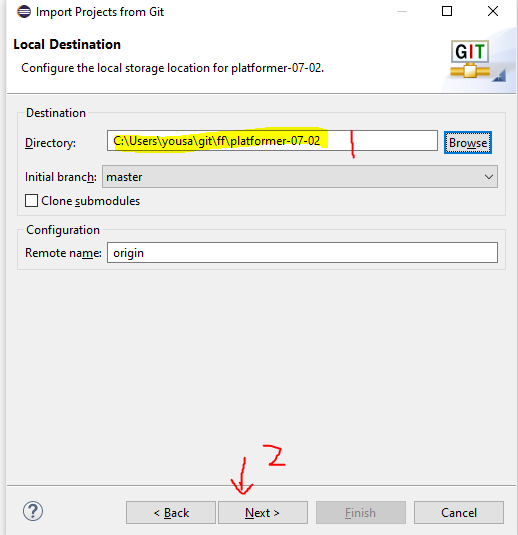 Import Projects from Git
Local Destination
Configure the local storage location for platformer-07-02.
GIT
Destination
Directory: C:\Users\yousa\git\ff\platformer-07-02 1 Browse
Initial branch: master
Clone submodules
Configuration
Remote name: origin
2
? < Back Next > Finish Cancel